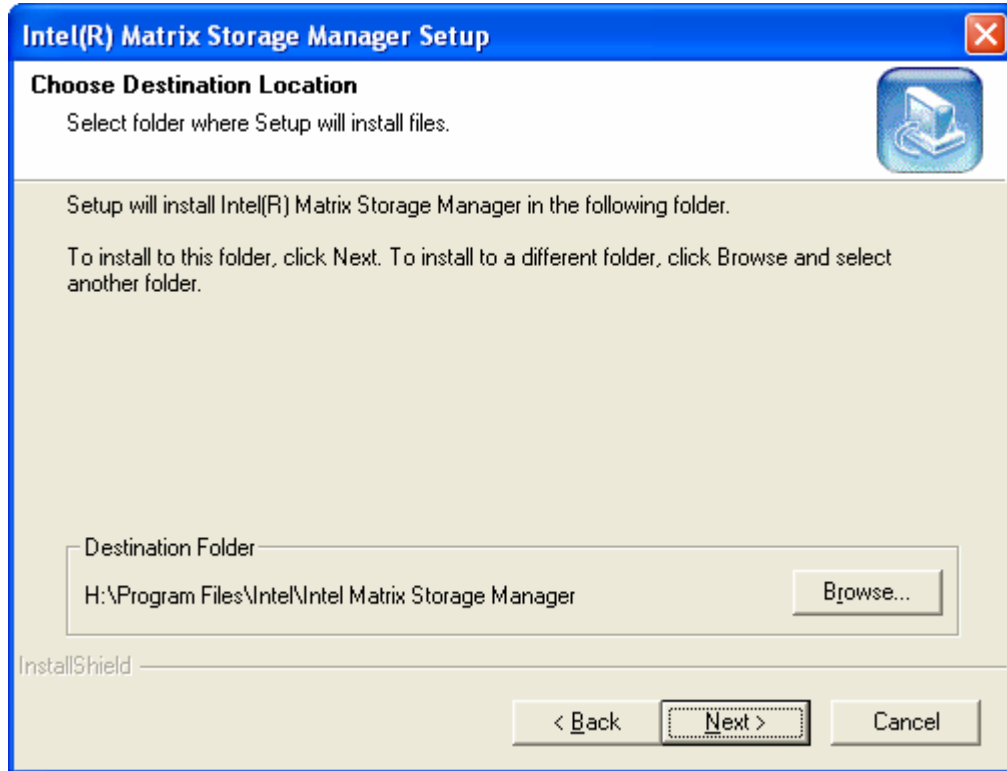 Intel(R) Matrix Storage Manager Setup
Choose Destination Location
Select folder where Setup will install files.
Setup will install Intel(R) Matrix Storage Manager in the following folder.
To install to this folder, click Next. To install to a different folder, click Browse and select
another folder.
Destination Folder
H:\Program Files\Intel\Intel Matrix Storage Manager
Browse...
InstallShield
< Back
Next >
Cancel